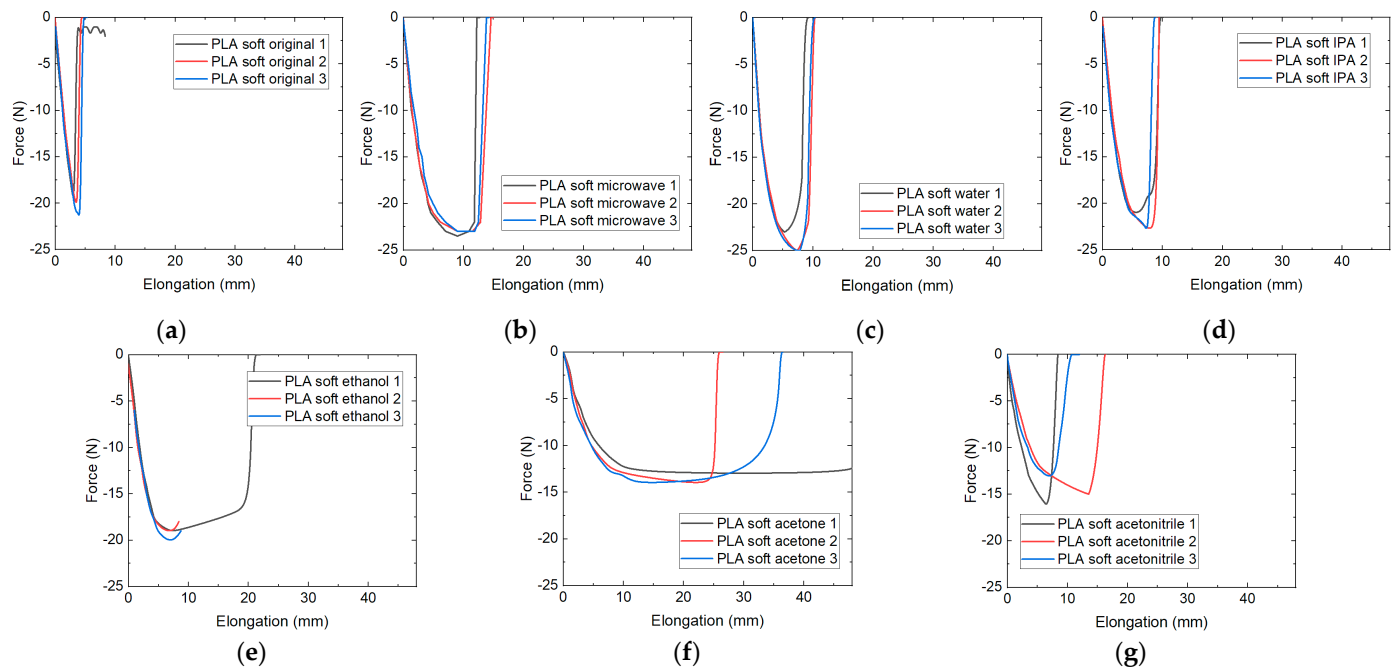 0
-5
-10
-15
-20
-25
Force (N)
0 10 20 30 40
Elongation (mm)
PLA soft original 1
PLA soft original 2
PLA soft original 3
(a)
0
-5
-10
-15
-20
-25
Force (N)
0 10 20 30 40
Elongation (mm)
PLA soft microwave 1
PLA soft microwave 2
PLA soft microwave 3
(b)
0
-5
-10
-15
-20
-25
Force (N)
0 10 20 30 40
Elongation (mm)
PLA soft water 1
PLA soft water 2
PLA soft water 3
(c)
0
-5
-10
-15
-20
-25
Force (N)
0 10 20 30 40
Elongation (mm)
PLA soft IPA 1
PLA soft IPA 2
PLA soft IPA 3
(d)
0
-5
-10
-15
-20
-25
Force (N)
0 10 20 30 40
Elongation (mm)
PLA soft ethanol 1
PLA soft ethanol 2
PLA soft ethanol 3
(e)
0
-5
-10
-15
-20
-25
Force (N)
0 10 20 30 40
Elongation (mm)
PLA soft acetone 1
PLA soft acetone 2
PLA soft acetone 3
(f)
0
-5
-10
-15
-20
-25
Force (N)
0 10 20 30 40
Elongation (mm)
PLA soft acetonitrile 1
PLA soft acetonitrile 2
PLA soft acetonitrile 3
(g)